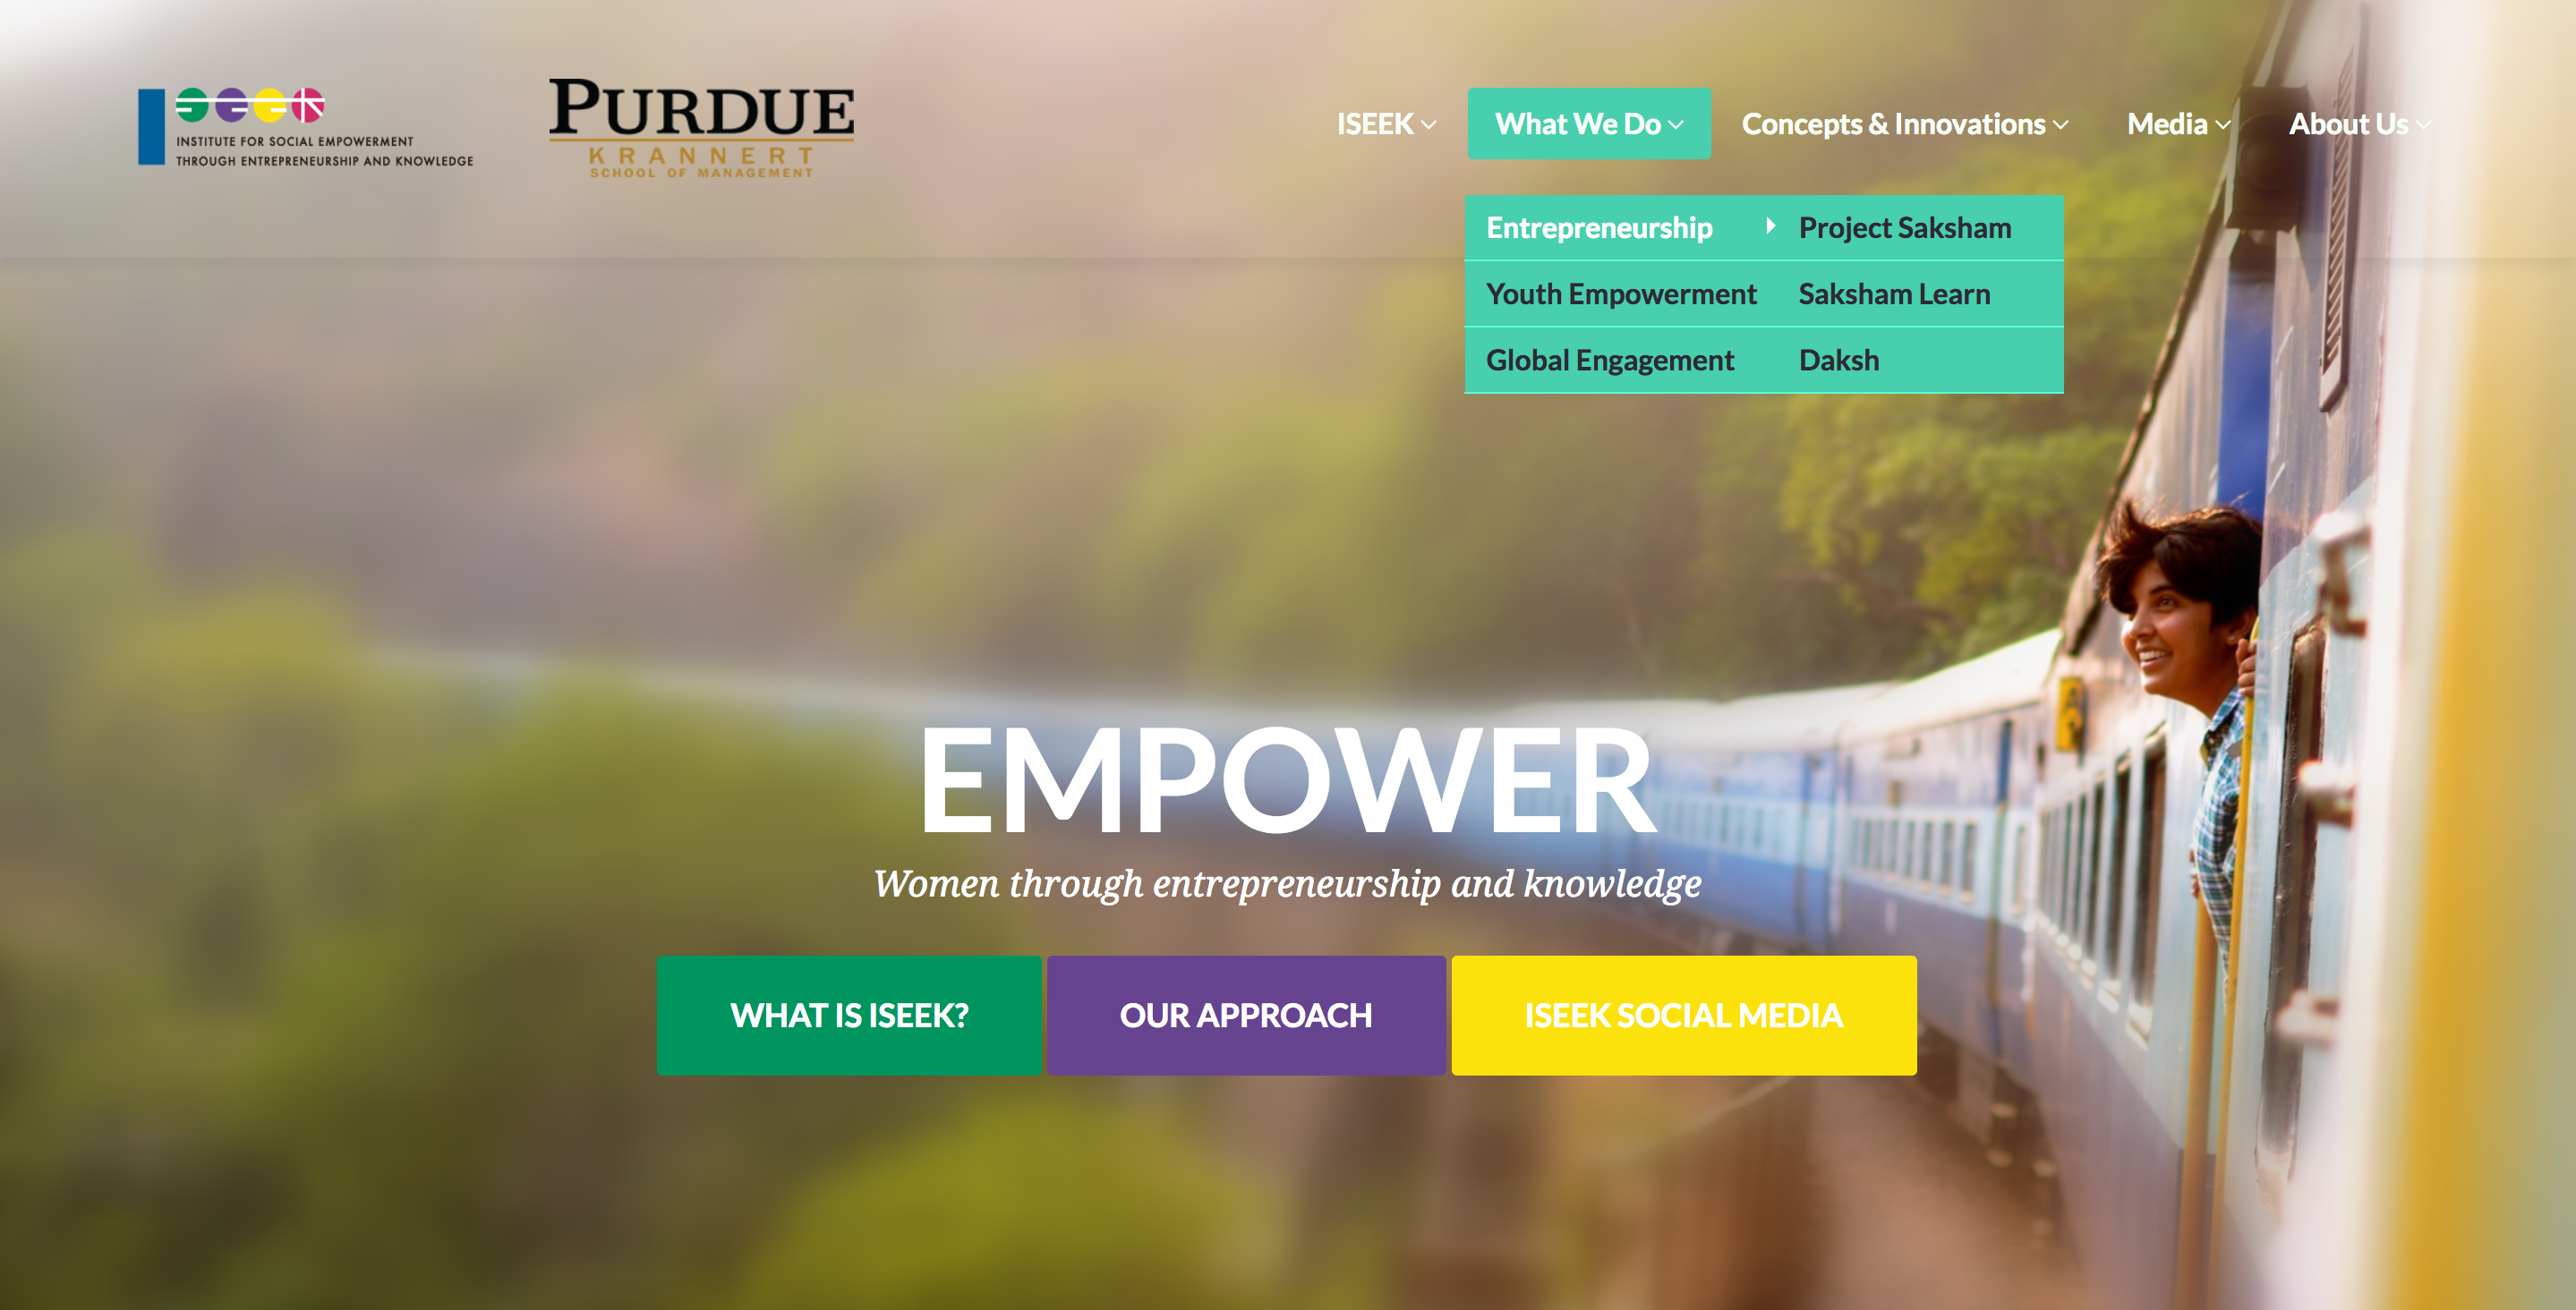 ISEEK
INSTITUTE FOR SOCIAL EMPOWERMENT
THROUGH ENTREPRENEURSHIP AND KNOWLEDGE
PURDUE
KRANNERT
SCHOOL OF MANAGEMENT
ISEEK What We Do Concepts & Innovations Media About Us
Entrepreneurship
Youth Empowerment
Global Engagement
Project Saksham
Saksham Learn
Daksh
EMPOWER
Women through entrepreneurship and knowledge
WHAT IS ISEEK?
OUR APPROACH
ISEEK SOCIAL MEDIA